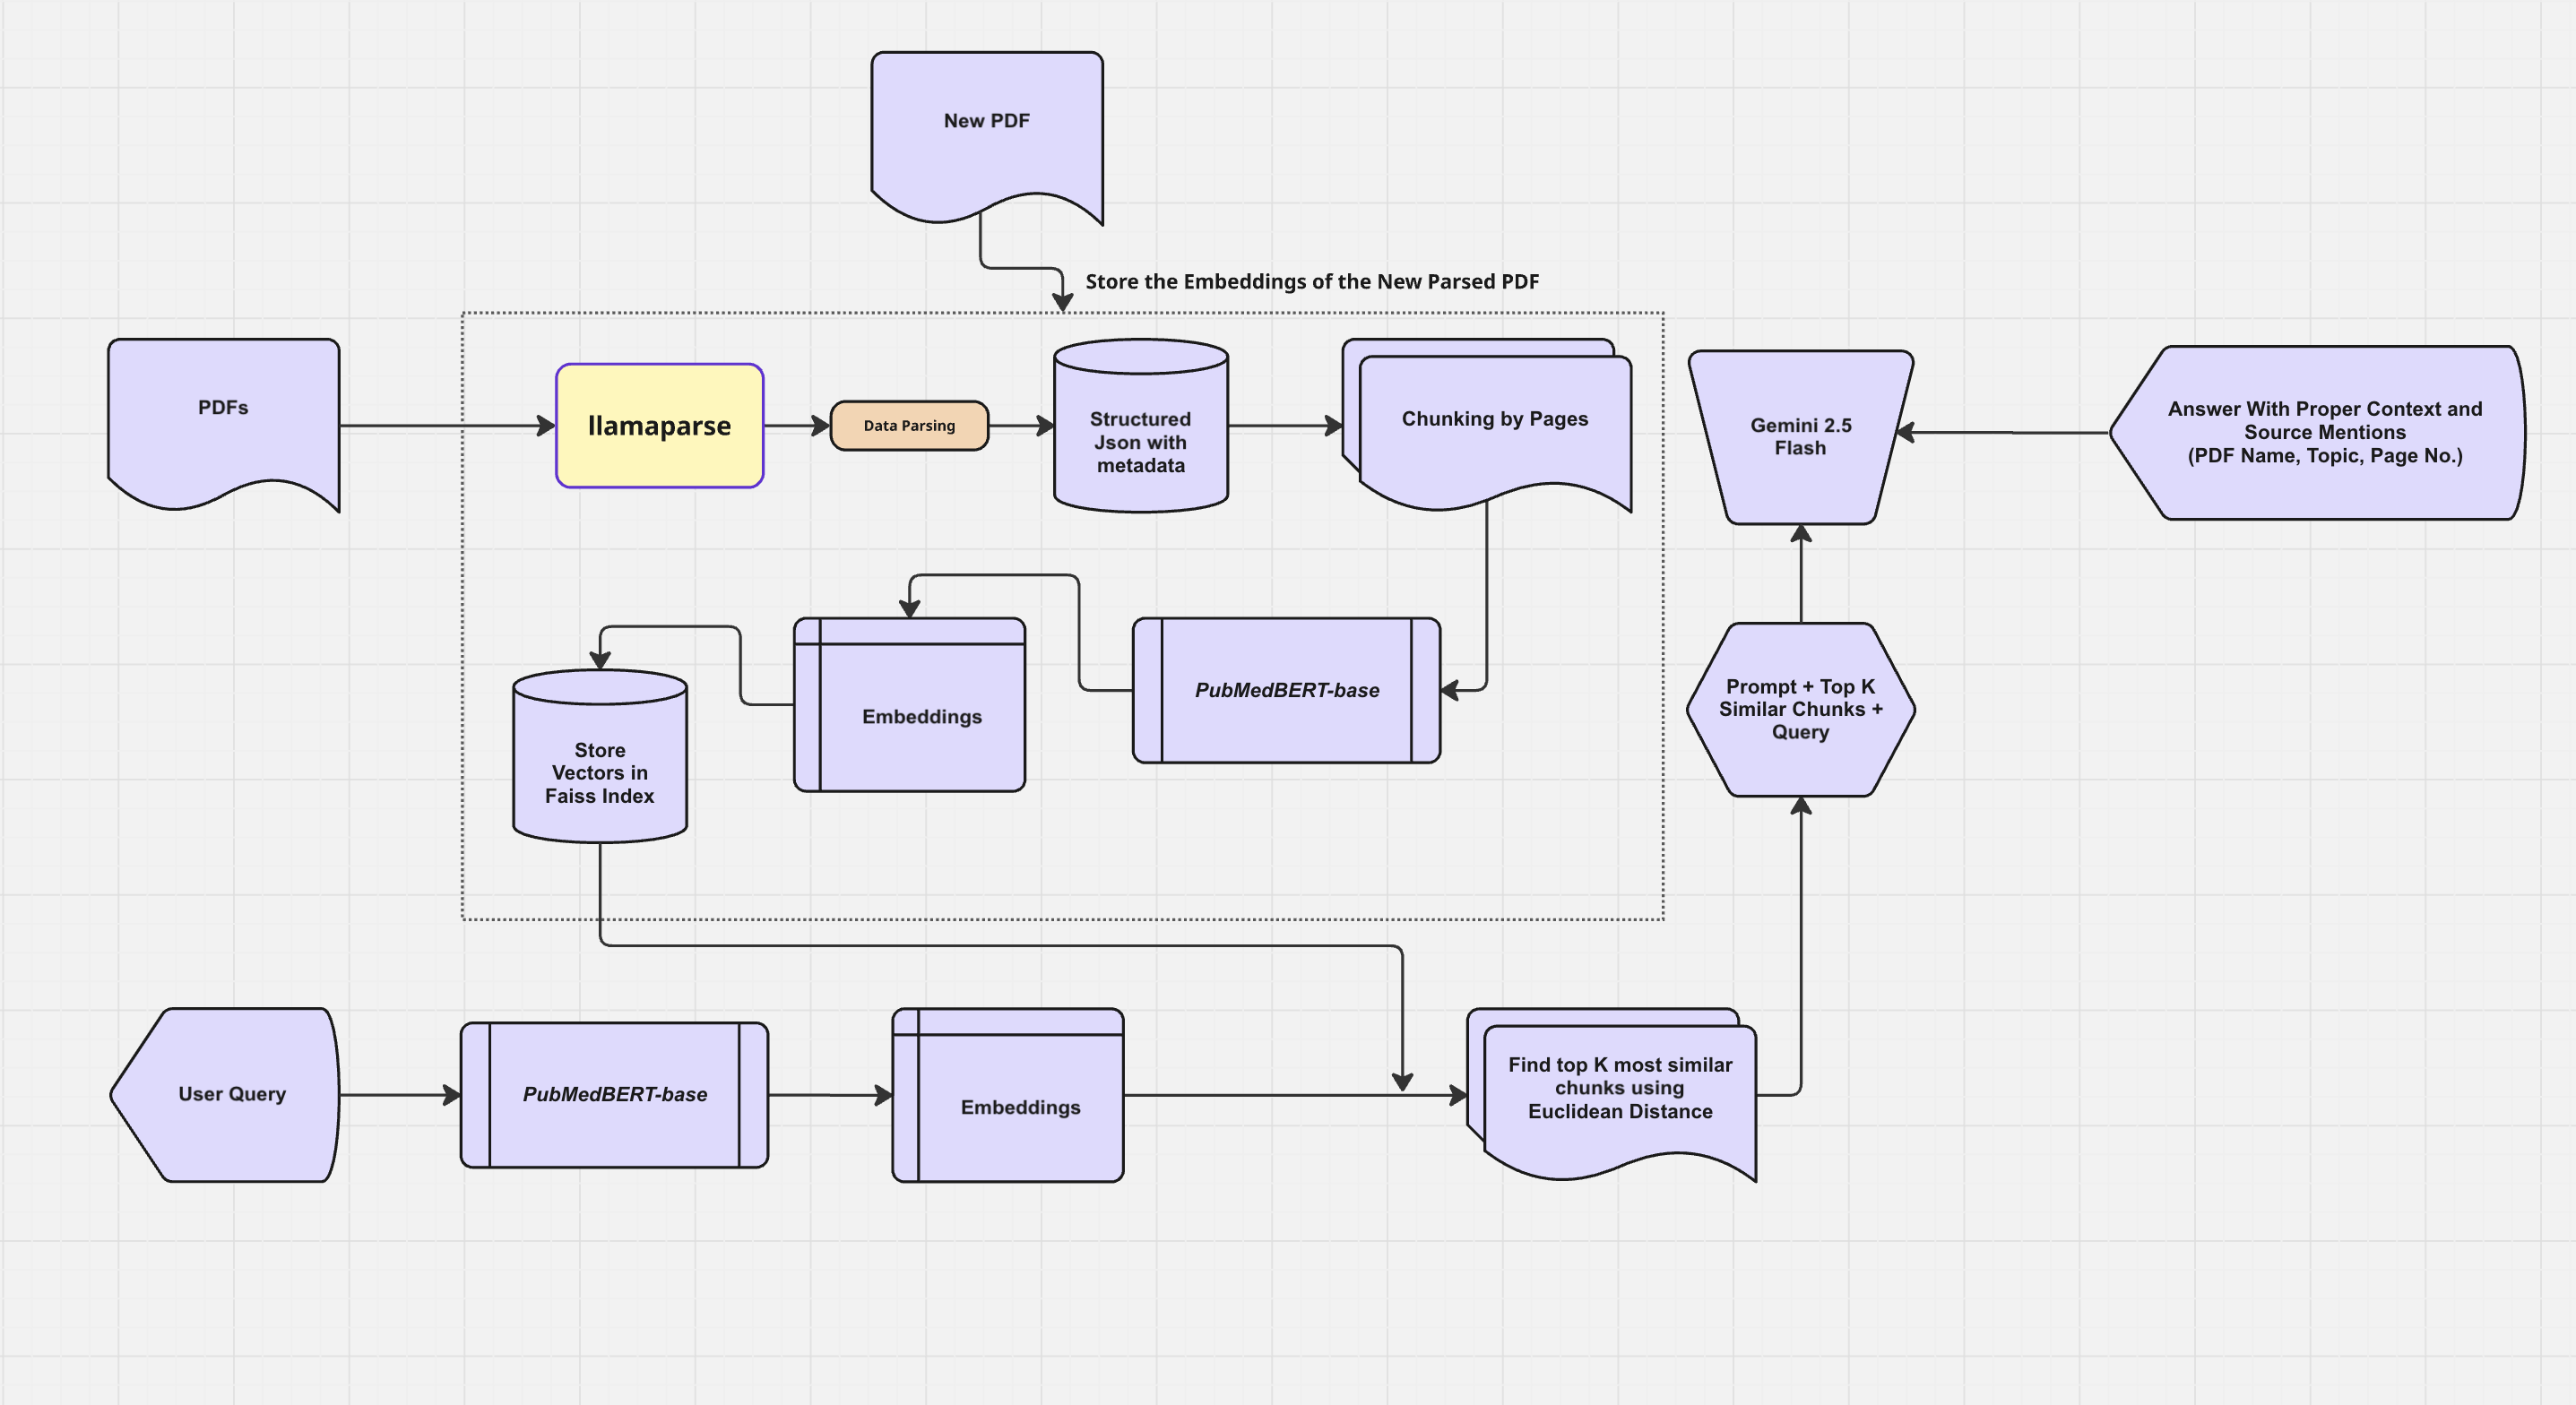 New PDF
Store the Embeddings of the New Parsed PDF
PDFs
llamaparse
Data Parsing
Structured
Json with
metadata
Chunking by Pages
Gemini 2.5
Flash
Answer With Proper Context and
Source Mentions
(PDF Name, Topic, Page No.)
Store
Vectors in
Faiss Index
Embeddings
PubMedBERT-base
Prompt + Top K
Similar Chunks +
Query
User Query
PubMedBERT-base
Embeddings
Find top K most similar
chunks using
Euclidean Distance